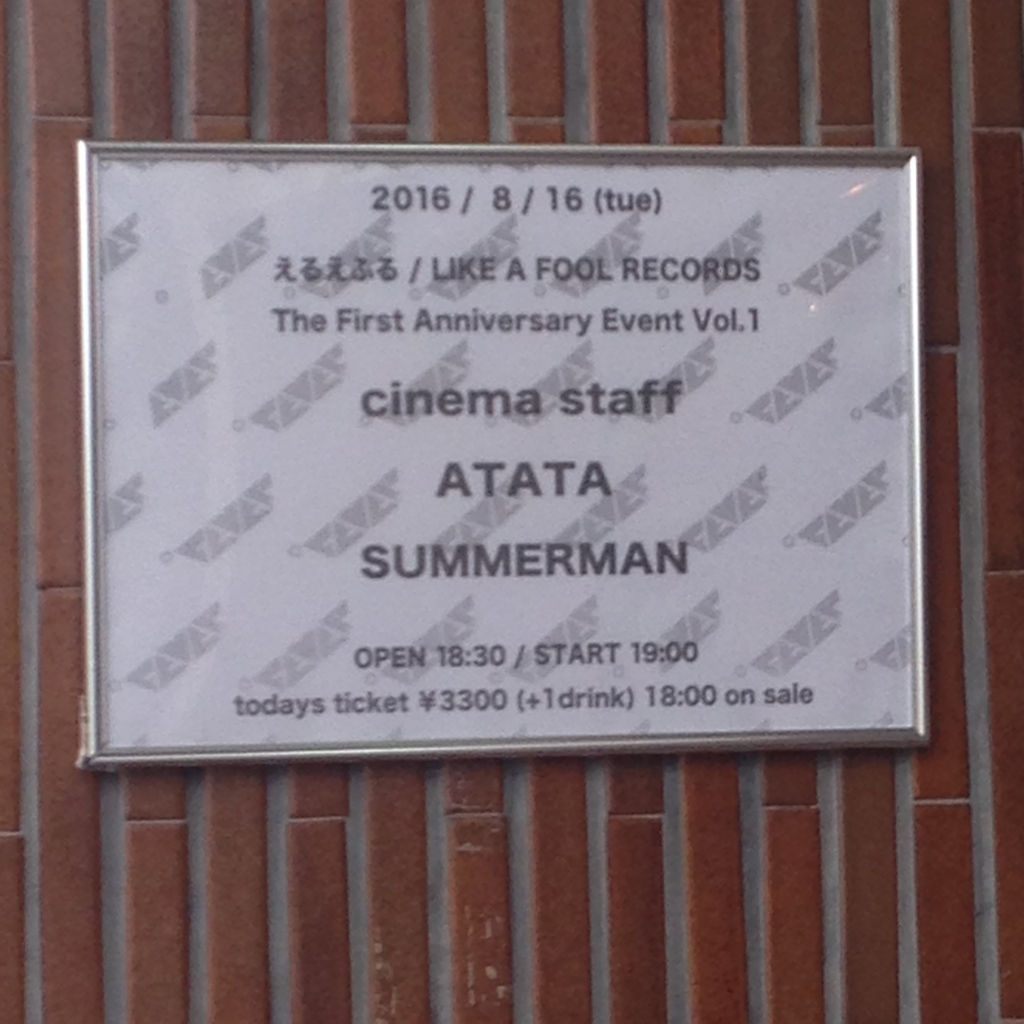 2016 / 8 / 16 (tue)
えるえふる / LIKE A FOOL RECORDS
The First Anniversary Event Vol.1
cinema staff
ATATA
SUMMERMAN
OPEN 18:30 / START 19:00
todays ticket ¥3300 (+1drink) 18:00 on sale